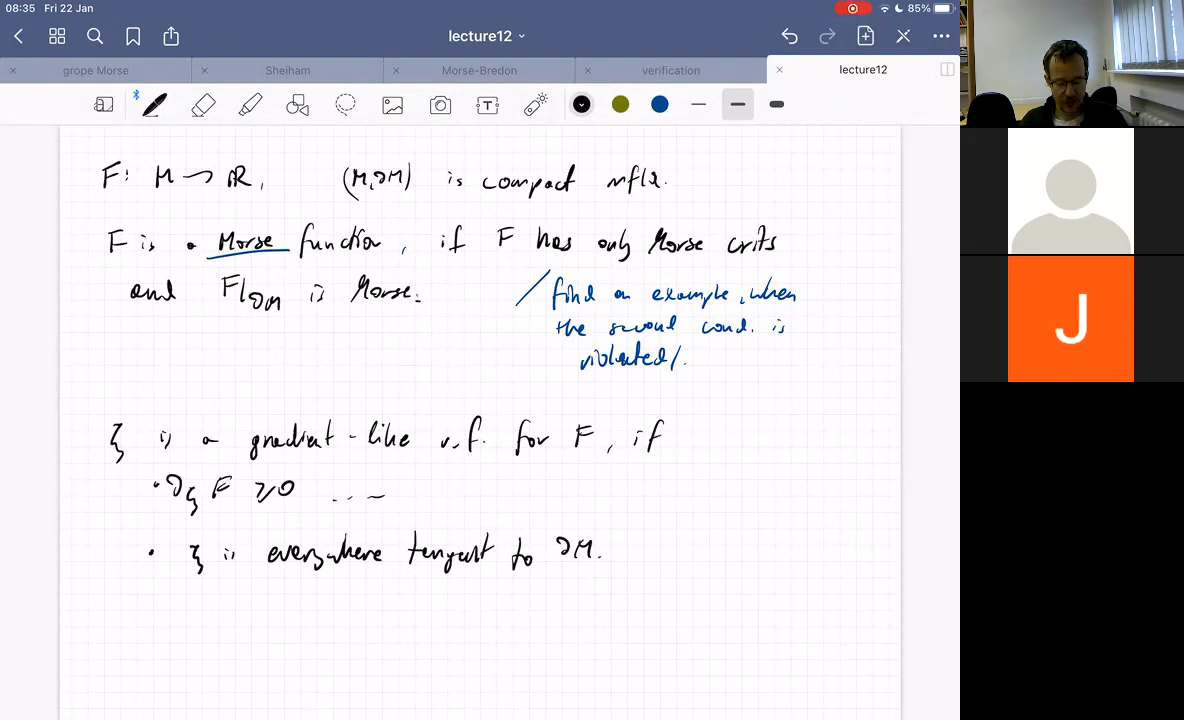 08:35 Fri 22 Jan
85%
lecture12
grope Morse
Sheiham
Morse-Bredon
verification
lecture12
F: M → ℝ, (M,∂M) is compact mfld.
F is a Morse function, if F has only Morse crits
and F|∂M is Morse.
/find an example, when
the second cond. is
violated/.
ξ is a gradient-like v.f. for F, if
• ∂ξ F ≥ 0 ....
• ξ is everywhere tangent to ∂M.
J